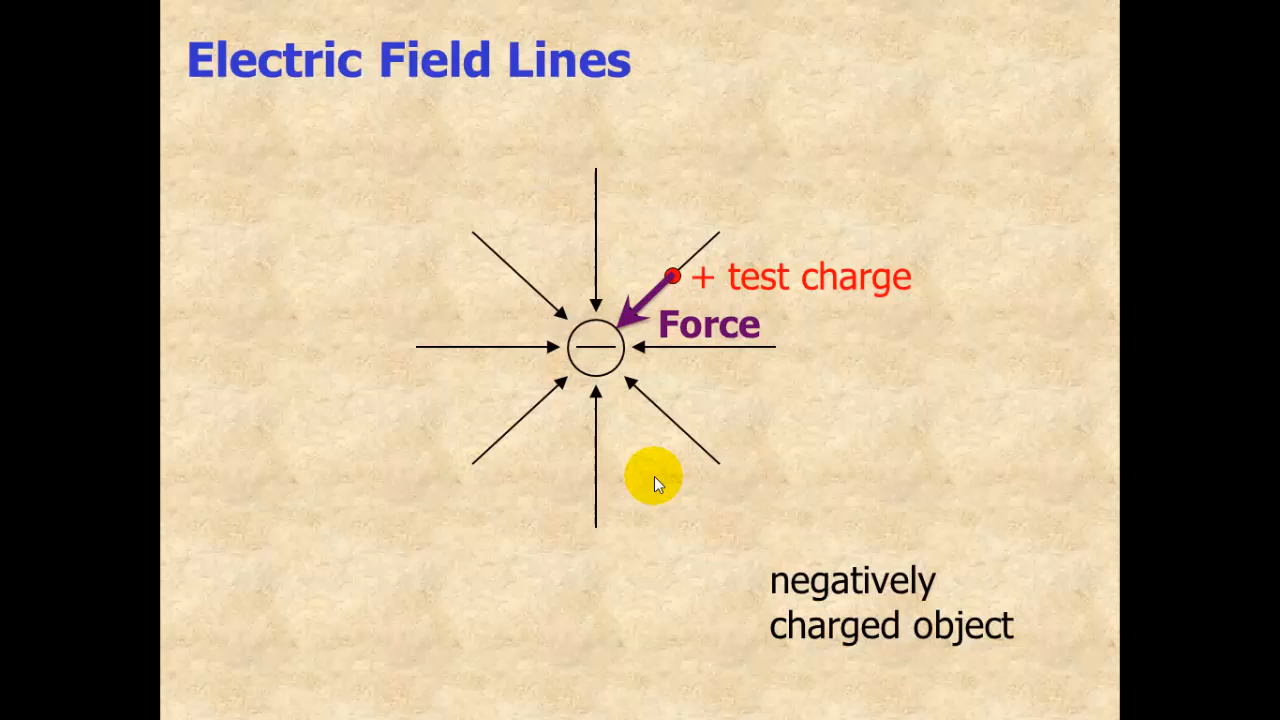 Electric Field Lines
+ test charge
Force
negatively
charged object